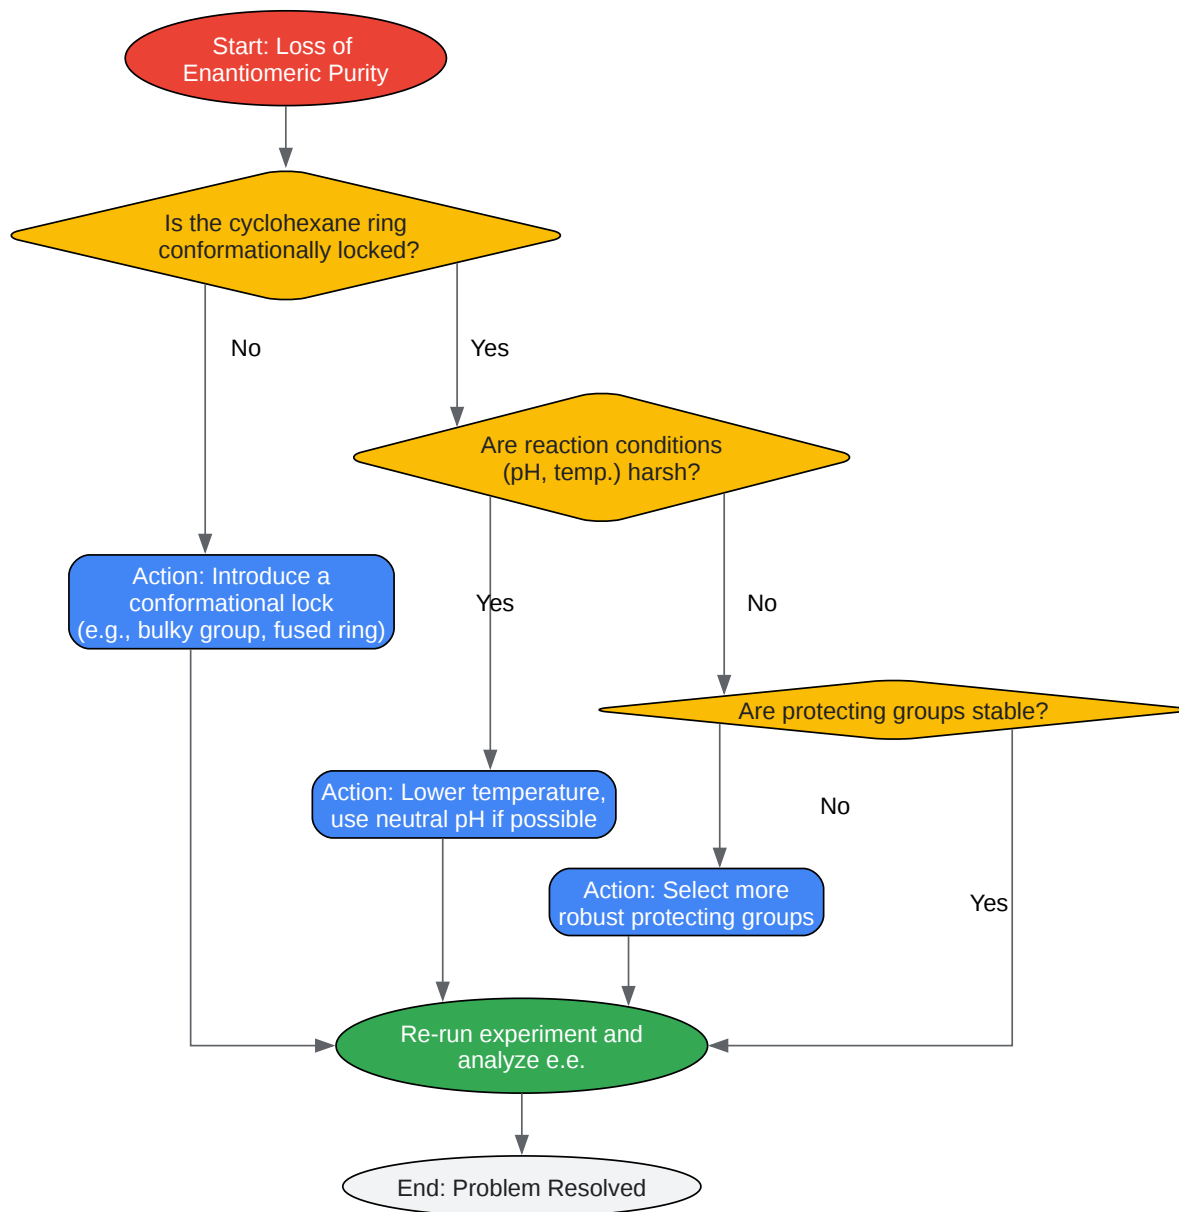 Start: Loss of
Enantiomeric Purity
Is the cyclohexane ring
conformationally locked?
No
Yes
Are reaction conditions
(pH, temp.) harsh?
Action: Introduce a
conformational lock
(e.g., bulky group, fused ring)
Yes
No
Are protecting groups stable?
Action: Lower temperature,
use neutral pH if possible
No
Action: Select more
robust protecting groups
Yes
Re-run experiment and
analyze e.e.
End: Problem Resolved